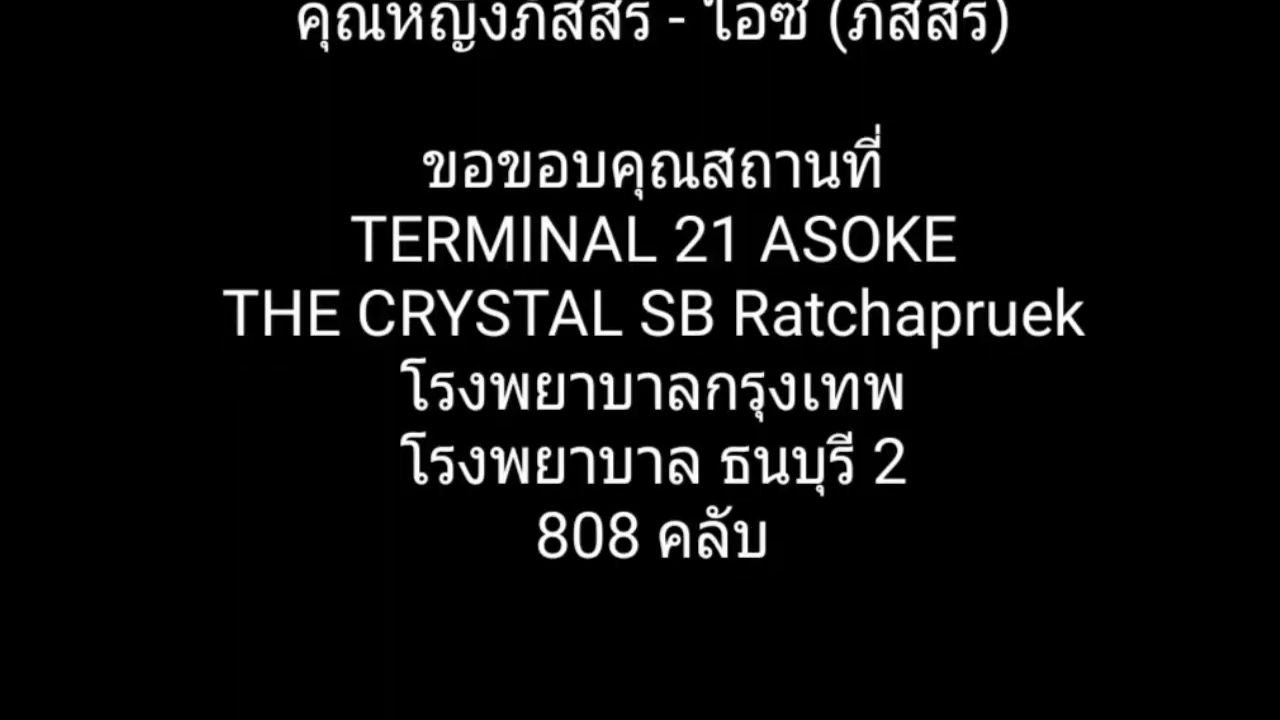 คุณหญิงภัสสร - ไอซ์ (ภัสสร)
ขอขอบคุณสถานที่
TERMINAL 21 ASOKE
THE CRYSTAL SB Ratchapruek
โรงพยาบาลกรุงเทพ
โรงพยาบาล ธนบุรี 2
808 คลับ